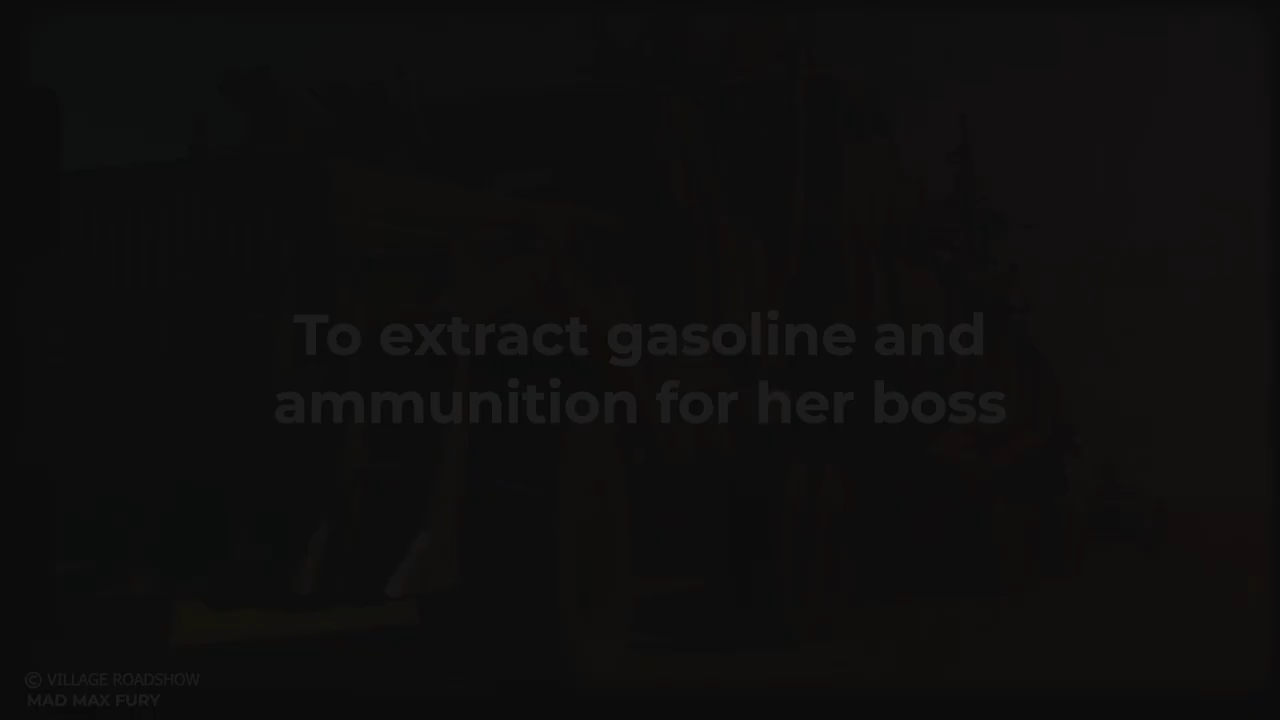 To extract gasoline and
ammunition for her boss
© VILLAGE ROADSHOW
MAD MAX FURY